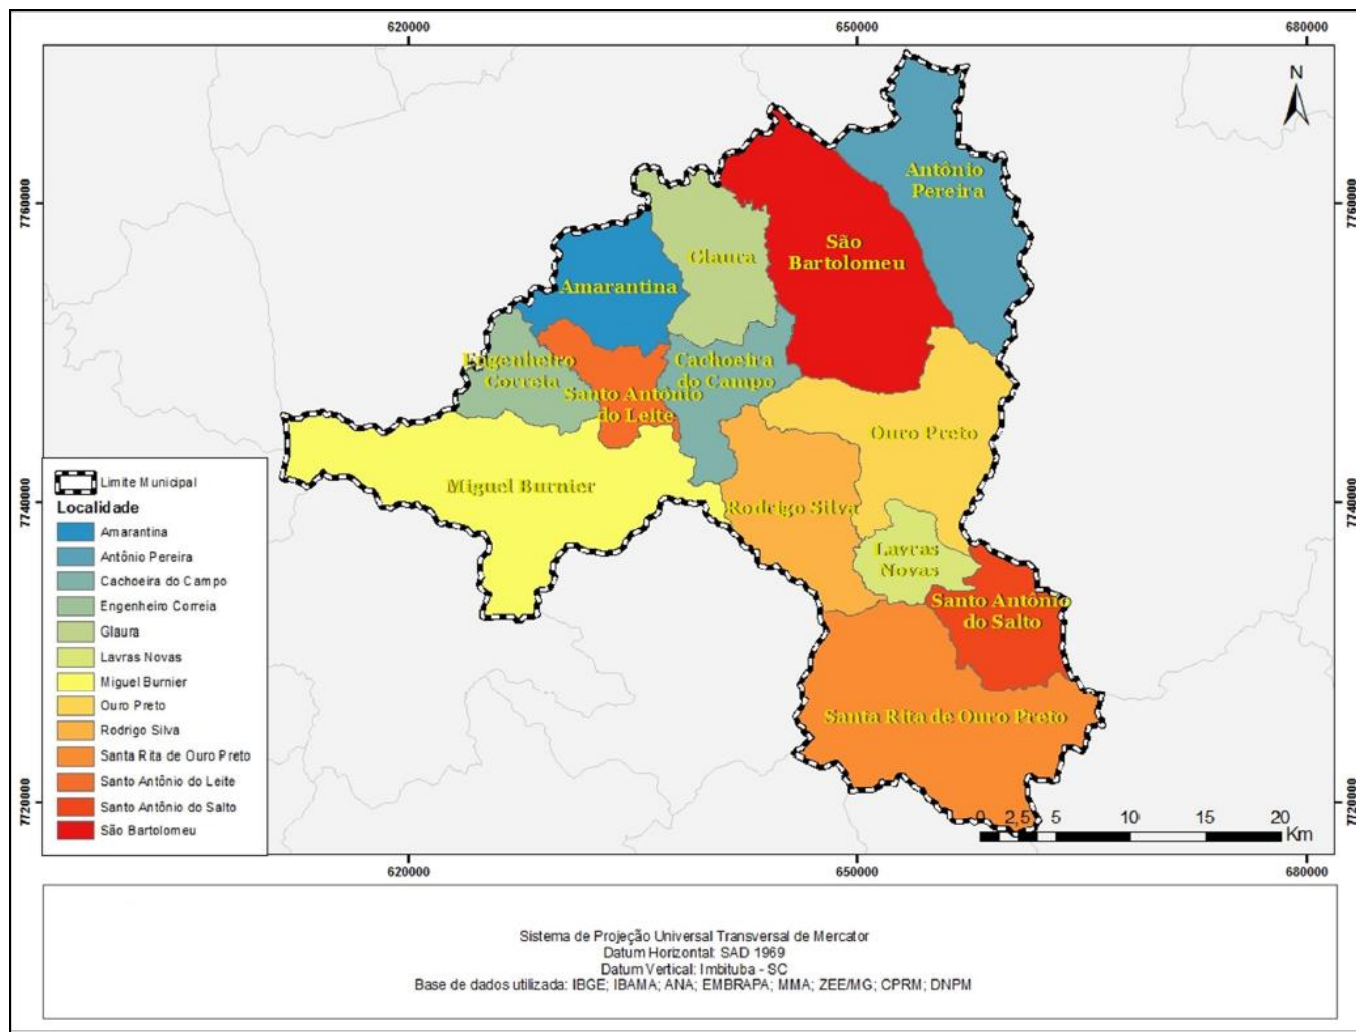 620000
650000
680000
N
7760000
7760000
Antônio
Pereira
São
Bartolomeu
Glaura
Amarantina
Engenheiro
Correia
Cachoeira
do Campo
Santo Antônio
do Leite
Ouro Preto
Miguel Burnier
Rodrigo Silva
7740000
7740000
Lavras
Novas
Santo Antônio
do Salto
Santa Rita de Ouro Preto
Limite Municipal
Localidade
Amarantina
Antônio Pereira
Cachoeira do Campo
Engenheiro Correia
Glaura
Lavras Novas
Miguel Burnier
Ouro Preto
Rodrigo Silva
Santa Rita de Ouro Preto
Santo Antônio do Leite
Santo Antônio do Salto
São Bartolomeu
7720000
7720000
0 2,5 5 10 15 20
Km
620000
650000
680000
Sistema de Projeção Universal Transversal de Mercator
Datum Horizontal: SAD 1969
Datum Vertical: Imbituba - SC
Base de dados utilizada: IBGE; IBAMA; ANA; EMBRAPA; MMA; ZEE/MG; CPRM; DNPM